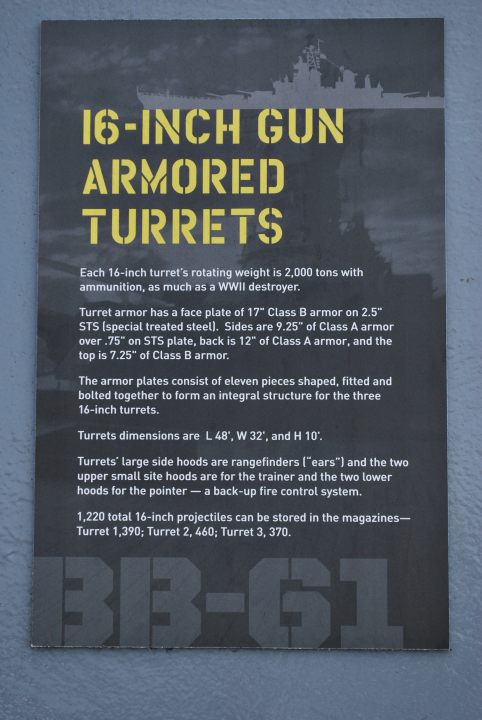 16-INCH GUN
ARMORED
TURRETS
Each 16-inch turret's rotating weight is 2,000 tons with
ammunition, as much as a WWII destroyer.
Turret armor has a face plate of 17" Class B armor on 2.5"
STS (special treated steel).  Sides are 9.25" of Class A armor
over .75" on STS plate, back is 12" of Class A armor, and the
top is 7.25" of Class B armor.
The armor plates consist of eleven pieces shaped, fitted and
bolted together to form an integral structure for the three
16-inch turrets.
Turrets dimensions are  L 48', W 32', and H 10'.
Turrets' large side hoods are rangefinders ("ears") and the two
upper small site hoods are for the trainer and the two lower
hoods for the pointer — a back-up fire control system.
1,220 total 16-inch projectiles can be stored in the magazines—
Turret 1,390; Turret 2, 460; Turret 3, 370.
BB-61